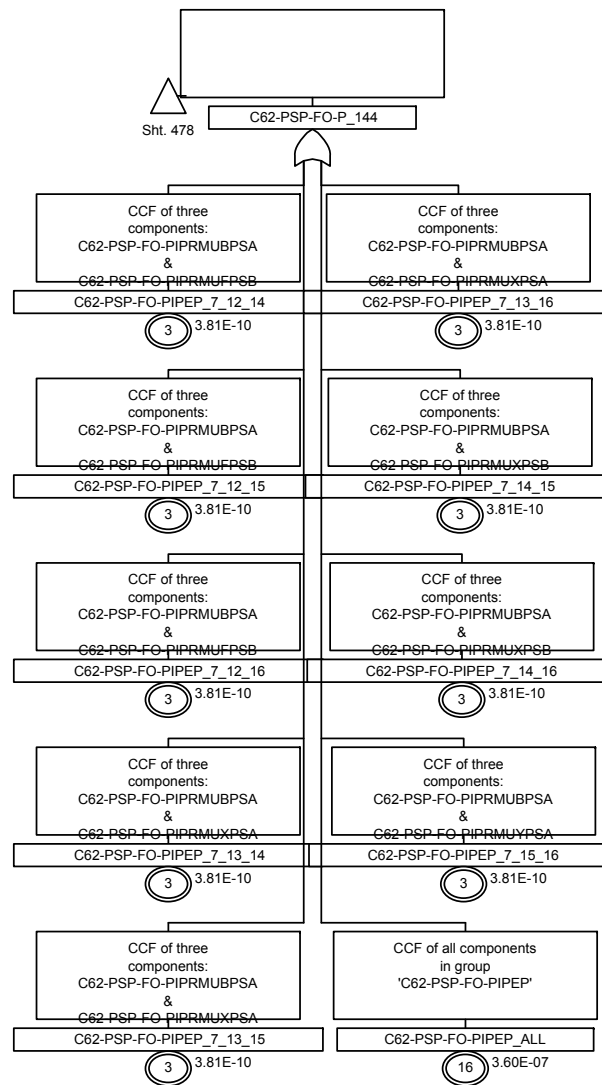 Sht. 478
C62-PSP-FO-P_144
CCF of three
components:
C62-PSP-FO-PIPRMUBPSA
&
C62-PSP-FO-PIPRMUFPSB
C62-PSP-FO-PIPEP_7_12_14
3
3.81E-10
CCF of three
components:
C62-PSP-FO-PIPRMUBPSA
&
C62-PSP-FO-PIPRMUXPSA
C62-PSP-FO-PIPEP_7_13_16
3
3.81E-10
CCF of three
components:
C62-PSP-FO-PIPRMUBPSA
&
C62-PSP-FO-PIPRMUFPSB
C62-PSP-FO-PIPEP_7_12_15
3
3.81E-10
CCF of three
components:
C62-PSP-FO-PIPRMUBPSA
&
C62-PSP-FO-PIPRMUXPSB
C62-PSP-FO-PIPEP_7_14_15
3
3.81E-10
CCF of three
components:
C62-PSP-FO-PIPRMUBPSA
&
C62-PSP-FO-PIPRMUFPSB
C62-PSP-FO-PIPEP_7_12_16
3
3.81E-10
CCF of three
components:
C62-PSP-FO-PIPRMUBPSA
&
C62-PSP-FO-PIPRMUXPSB
C62-PSP-FO-PIPEP_7_14_16
3
3.81E-10
CCF of three
components:
C62-PSP-FO-PIPRMUBPSA
&
C62-PSP-FO-PIPRMUXPSA
C62-PSP-FO-PIPEP_7_13_14
3
3.81E-10
CCF of three
components:
C62-PSP-FO-PIPRMUBPSA
&
C62-PSP-FO-PIPRMUYPSA
C62-PSP-FO-PIPEP_7_15_16
3
3.81E-10
CCF of three
components:
C62-PSP-FO-PIPRMUBPSA
&
C62-PSP-FO-PIPRMUXPSA
C62-PSP-FO-PIPEP_7_13_15
3
3.81E-10
CCF of all components
in group
'C62-PSP-FO-PIPEP'
C62-PSP-FO-PIPEP_ALL
16
3.60E-07